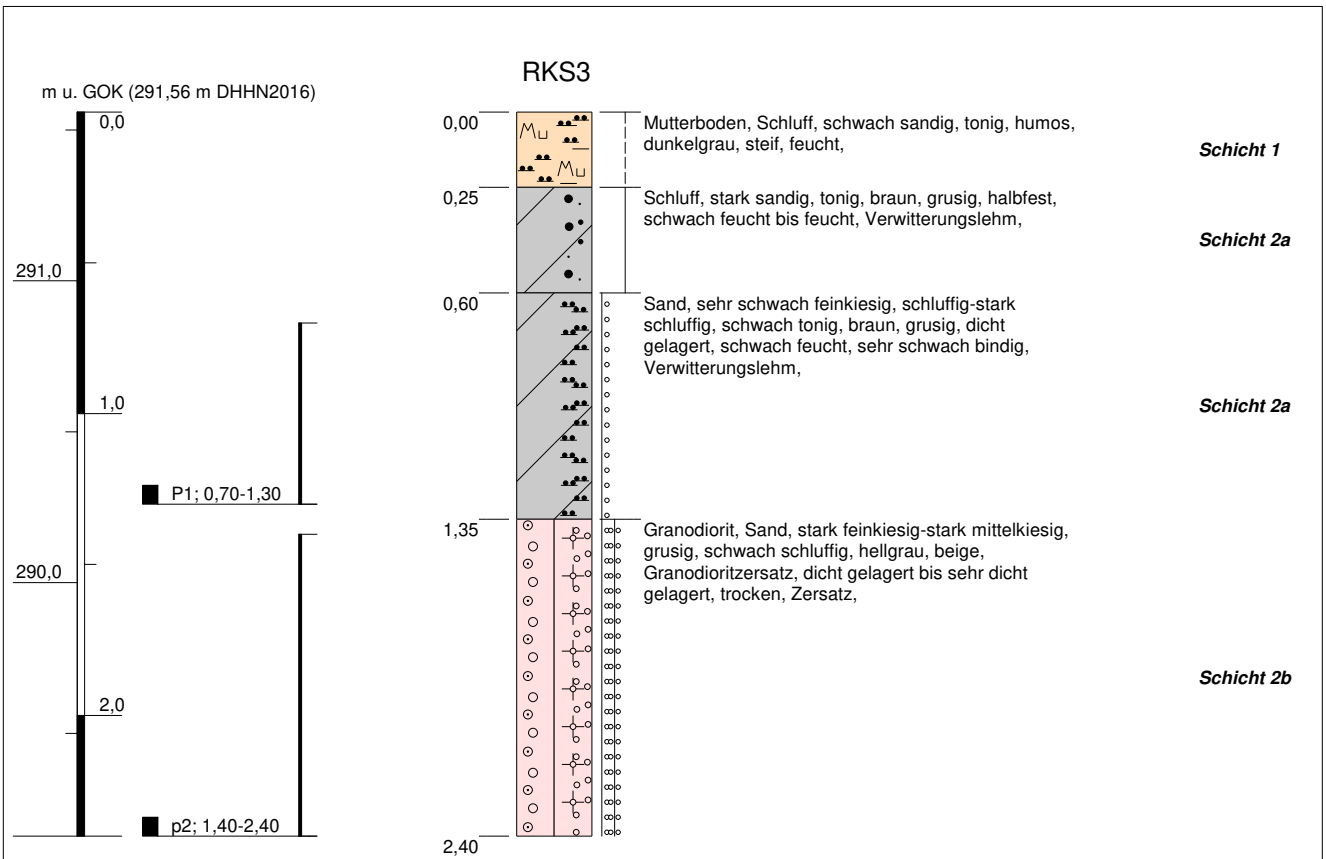 RKS3
m u. GOK (291,56 m DHHN2016)
0,0
0,00
Mutterboden, Schluff, schwach sandig, tonig, humos,
dunkelgrau, steif, feucht,
Schicht 1
Mu
Mu
0,25
Schluff, stark sandig, tonig, braun, grusig, halbfest,
schwach feucht bis feucht, Verwitterungslehm,
Schicht 2a
291,0
0,60
Sand, sehr schwach feinkiesig, schluffig-stark
schluffig, schwach tonig, braun, grusig, dicht
gelagert, schwach feucht, sehr schwach bindig,
Verwitterungslehm,
Schicht 2a
1,0
P1; 0,70-1,30
1,35
Granodiorit, Sand, stark feinkiesig-stark mittelkiesig,
grusig, schwach schluffig, hellgrau, beige,
Granodioritzersatz, dicht gelagert bis sehr dicht
gelagert, trocken, Zersatz,
290,0
Schicht 2b
2,0
p2; 1,40-2,40
2,40